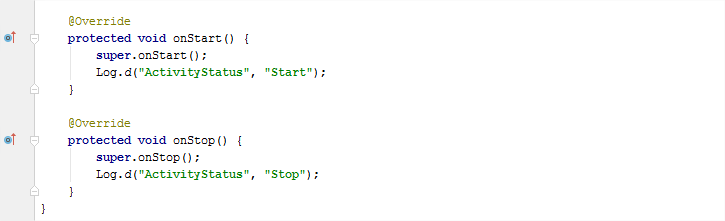 @Override
protected void onStart() {
super.onStart();
Log.d("ActivityStatus", "Start");
}
@Override
protected void onStop() {
super.onStop();
Log.d("ActivityStatus", "Stop");
}
}